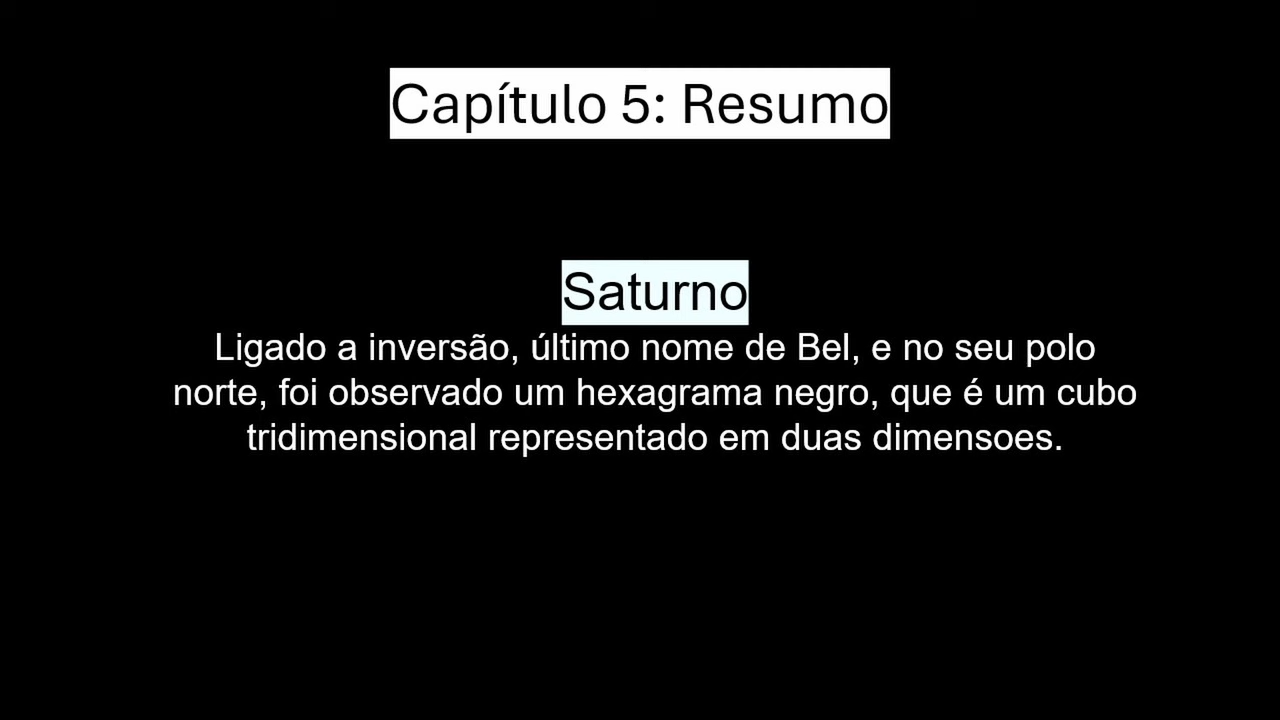 Capítulo 5: Resumo
Saturno
Ligado a inversão, último nome de Bel, e no seu polo
norte, foi observado um hexagrama negro, que é um cubo
tridimensional representado em duas dimensoes.